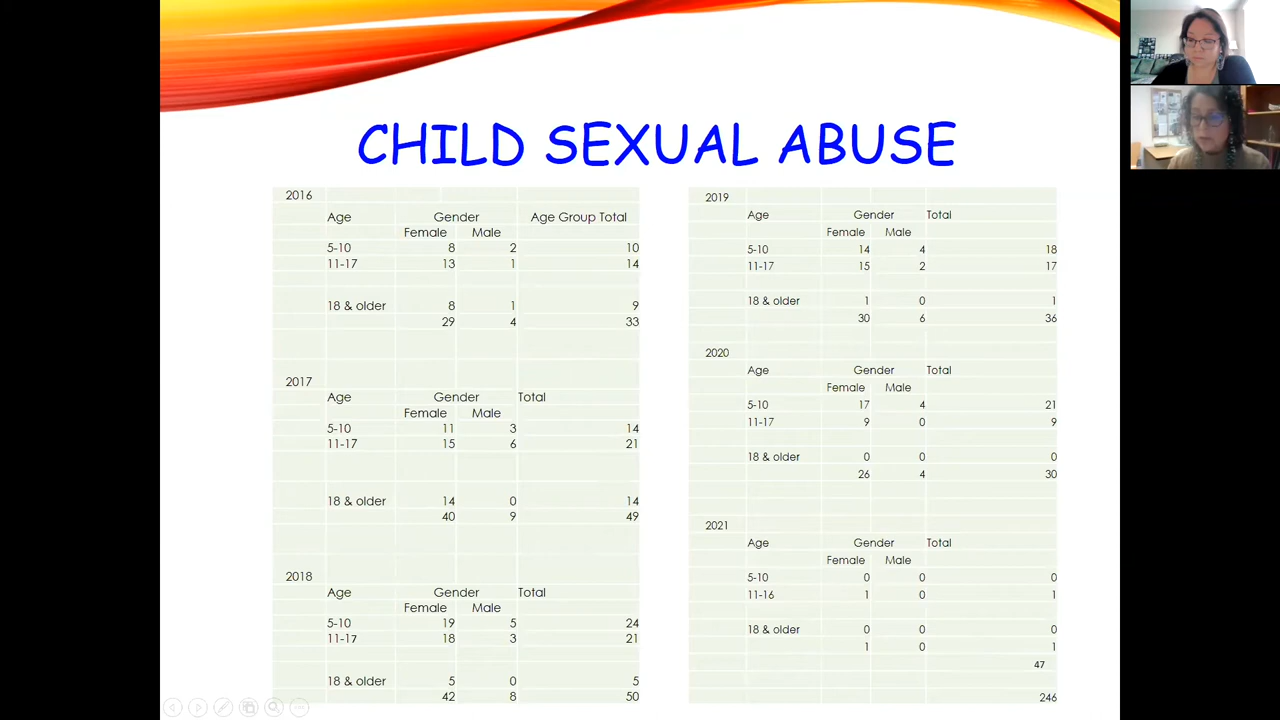 CHILD SEXUAL ABUSE
2016
Age Gender Age Group Total
Female Male
5-10 8 2 10
11-17 13 1 14
18 & older 8 1 9
29 4 33
2017
Age Gender Total
Female Male
5-10 11 3 14
11-17 15 6 21
18 & older 14 0 14
40 9 49
2018
Age Gender Total
Female Male
5-10 19 5 24
11-17 18 3 21
18 & older 5 0 5
42 8 50
2019
Age Gender Total
Female Male
5-10 14 4 18
11-17 15 2 17
18 & older 1 0 1
30 6 36
2020
Age Gender Total
Female Male
5-10 17 4 21
11-17 9 0 9
18 & older 0 0 0
26 4 30
2021
Age Gender Total
Female Male
5-10 0 0 0
11-16 1 0 1
18 & older 0 0 0
1 0 1
47
246